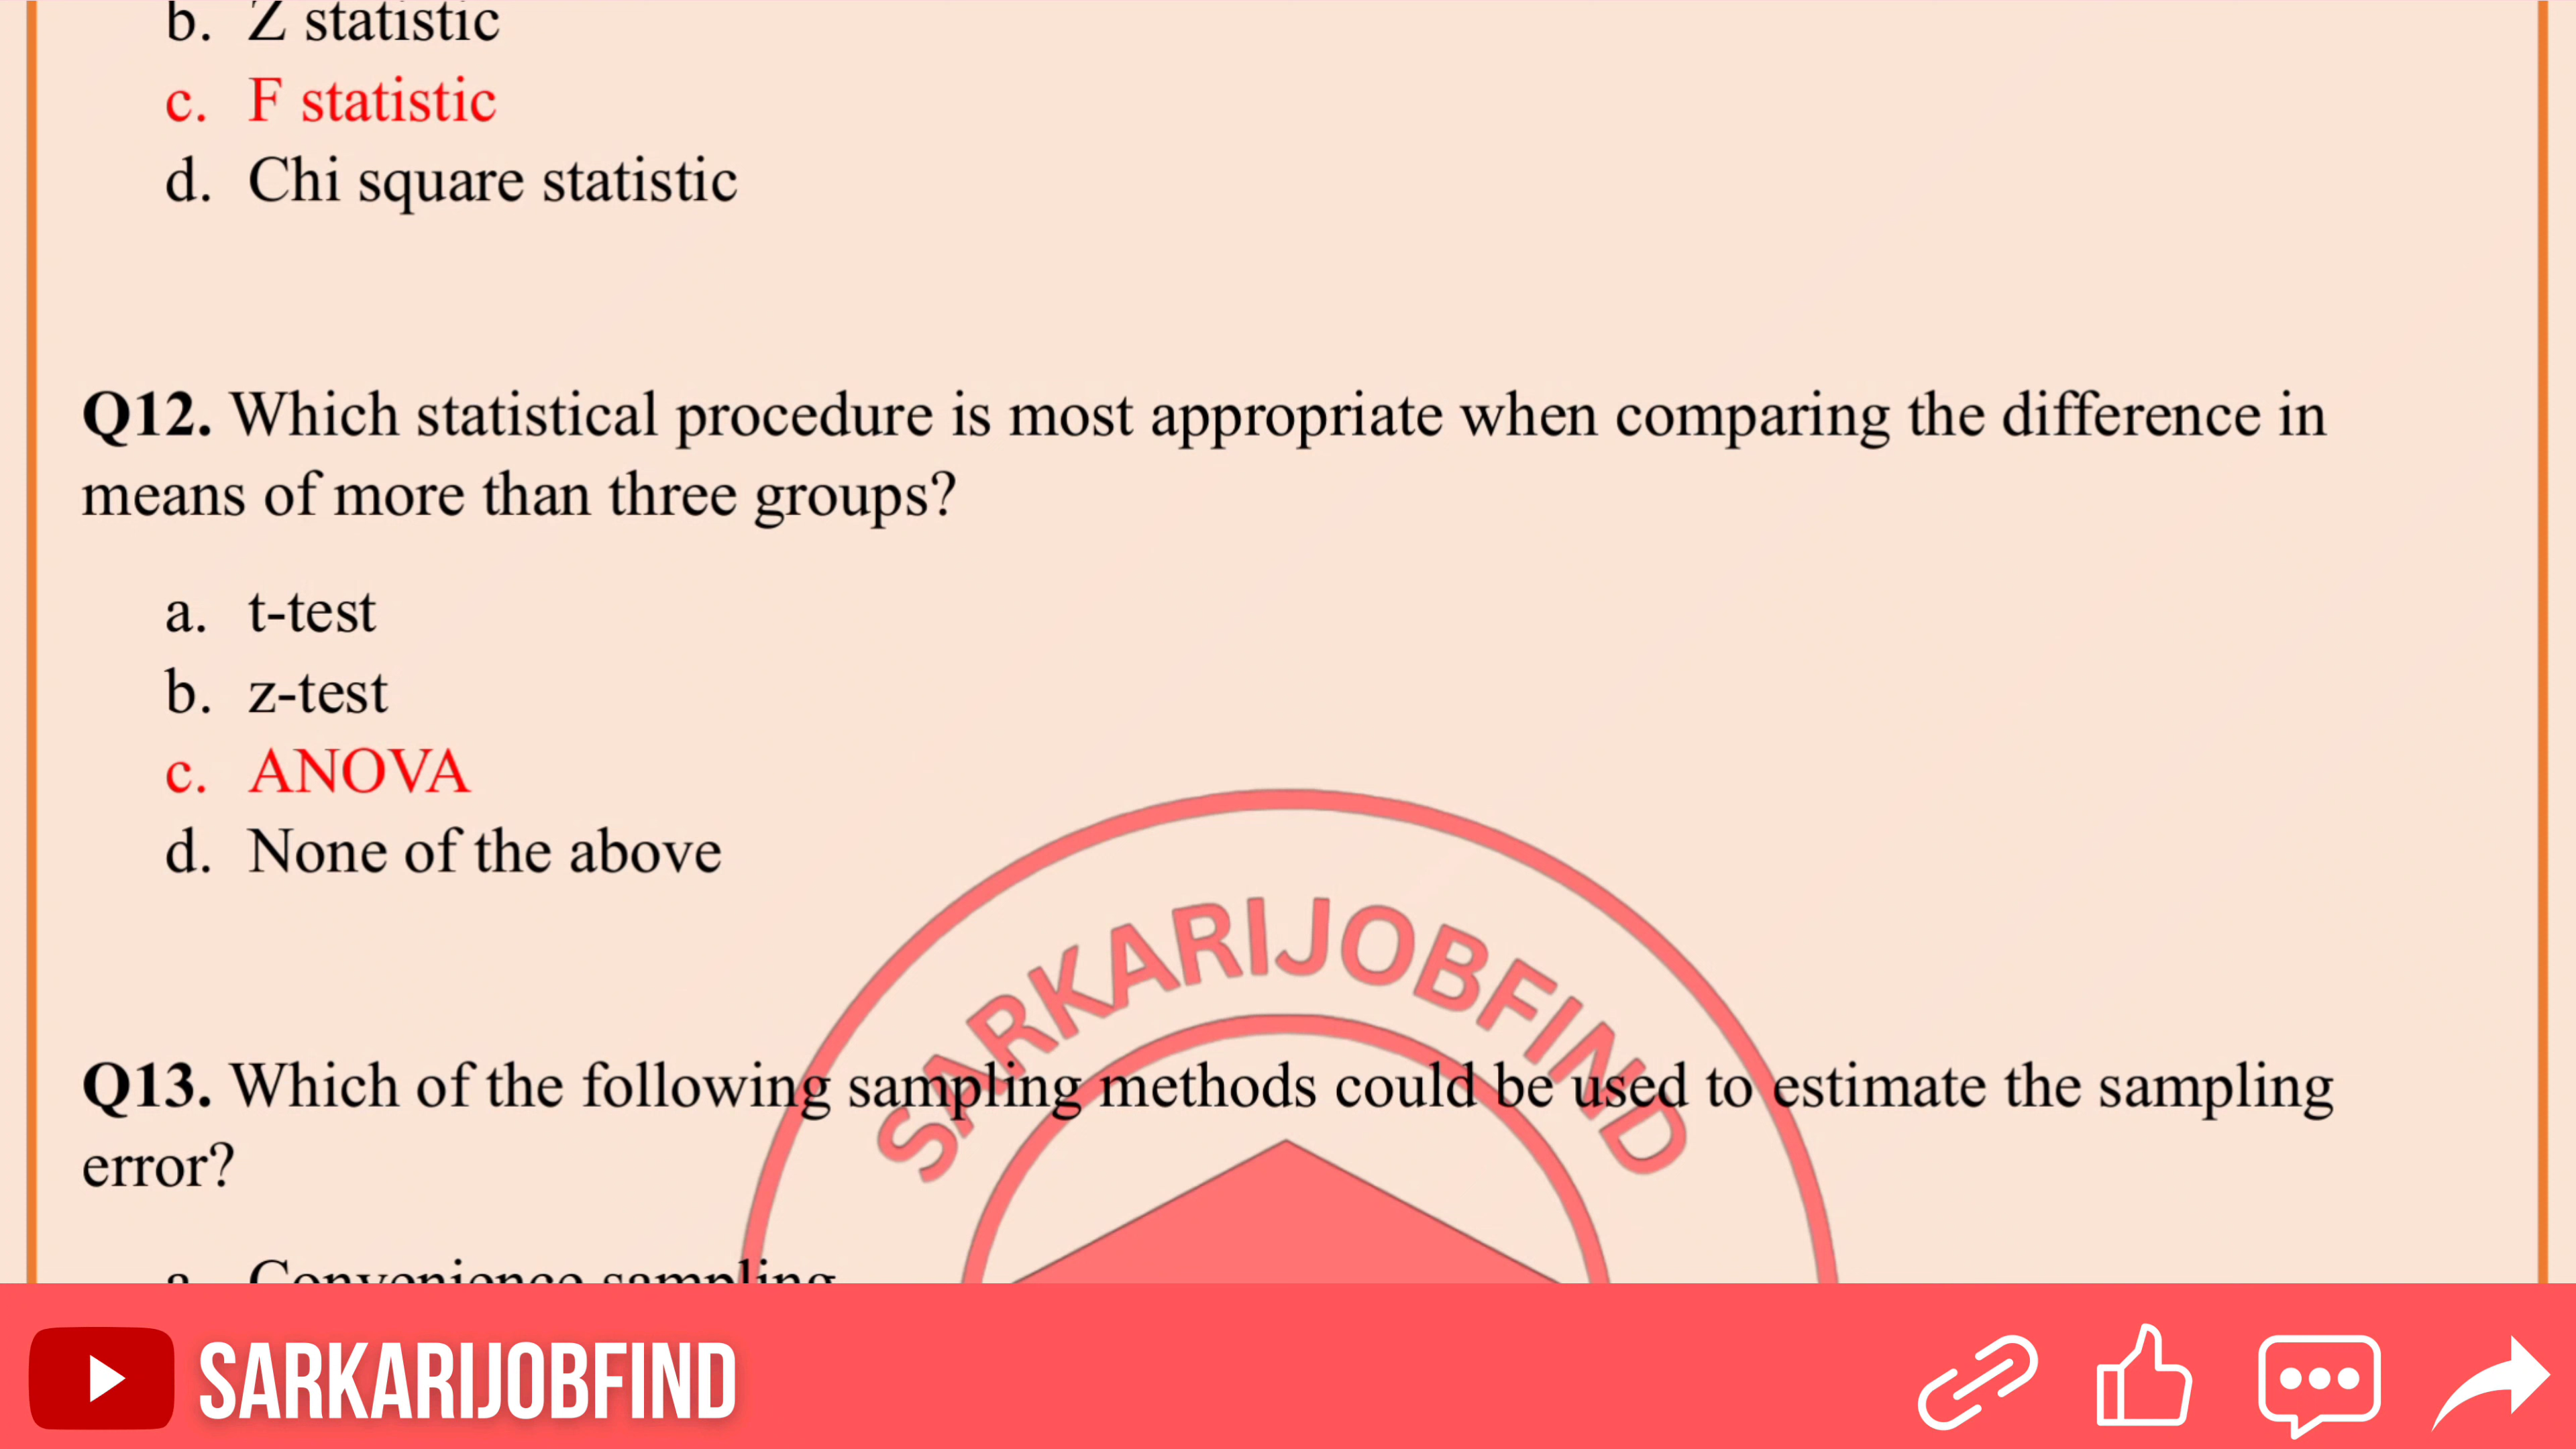 b. Z statistic
c. F statistic
d. Chi square statistic
Q12. Which statistical procedure is most appropriate when comparing the difference in
means of more than three groups?
a. t-test
b. z-test
c. ANOVA
d. None of the above
SARKARIJOBFIND
Q13. Which of the following sampling methods could be used to estimate the sampling
error?
a. Convenience sampling
SARKARIJOBFIND